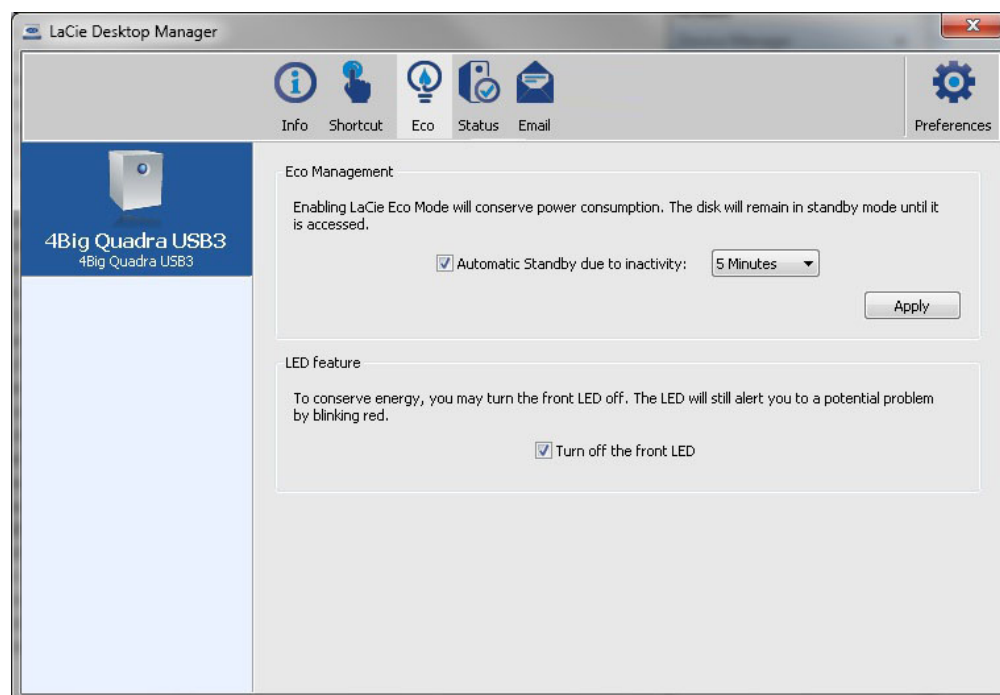 LaCie Desktop Manager
Info
Shortcut
Eco
Status
Email
Preferences
4Big Quadra USB3
4Big Quadra USB3
Eco Management
Enabling LaCie Eco Mode will conserve power consumption. The disk will remain in standby mode until it
is accessed.
Automatic Standby due to inactivity:
5 Minutes
Apply
LED feature
To conserve energy, you may turn the front LED off. The LED will still alert you to a potential problem
by blinking red.
Turn off the front LED